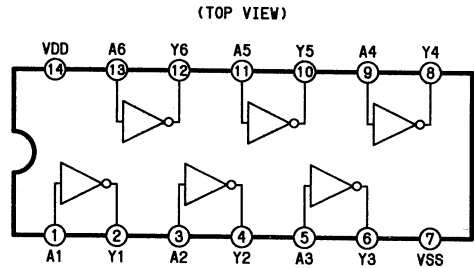 (TOP VIEW)
VDD A6 Y6 A5 Y5 A4 Y4
14 13 12 11 10 9 8
1 2 3 4 5 6 7
A1 Y1 A2 Y2 A3 Y3 VSS